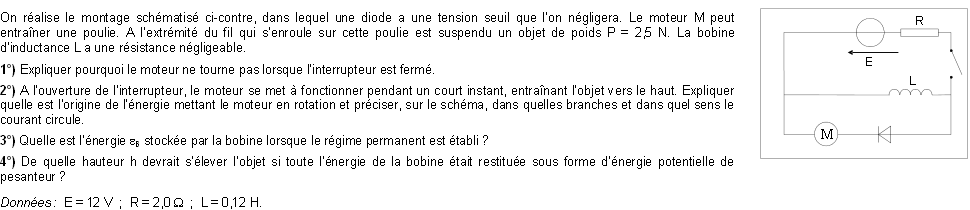 On réalise le montage schématisé ci-contre, dans lequel une diode a une tension seuil que l'on négligera. Le moteur M peut
entraîner une poulie. A l'extrémité du fil qui s'enroule sur cette poulie est suspendu un objet de poids P = 2,5 N. La bobine
d'inductance L a une résistance négligeable.
1°) Expliquer pourquoi le moteur ne tourne pas lorsque l'interrupteur est fermé.
2°) A l'ouverture de l'interrupteur, le moteur se met à fonctionner pendant un court instant, entraînant l'objet vers le haut. Expliquer
quelle est l'origine de l'énergie mettant le moteur en rotation et préciser, sur le schéma, dans quelles branches et dans quel sens le
courant circule.
3°) Quelle est l'énergie εB stockée par la bobine lorsque le régime permanent est établi ?
4°) De quelle hauteur h devrait s'élever l'objet si toute l'énergie de la bobine était restituée sous forme d'énergie potentielle de
pesanteur ?
Données : E = 12 V ; R = 2,0 Ω ; L = 0,12 H.
R
E
L
M